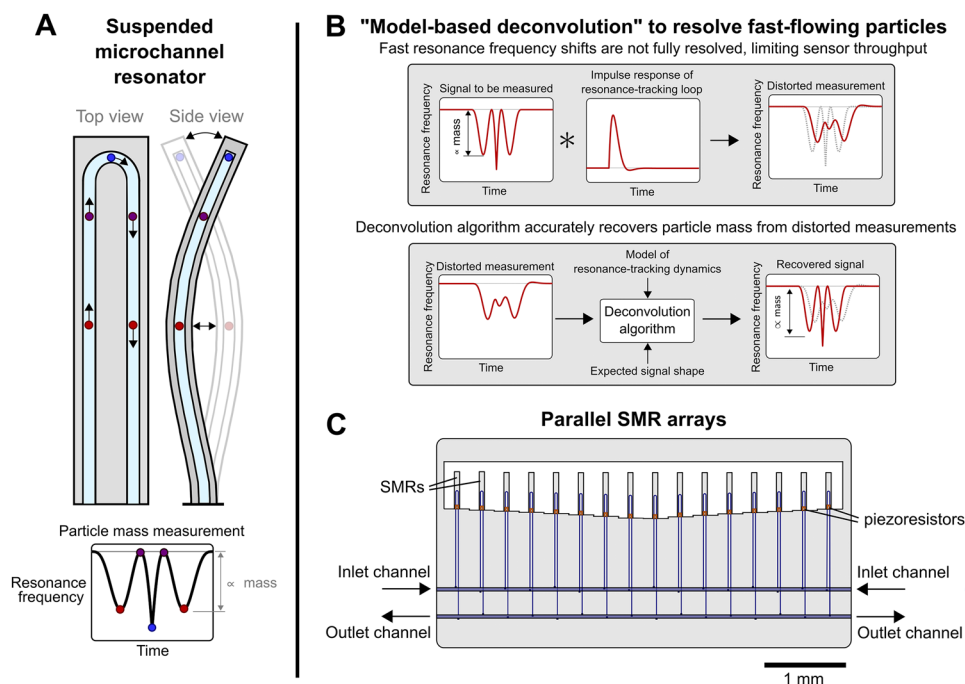 A
Suspended
microchannel
resonator
Top view
Side view
Particle mass measurement
Resonance
frequency
∝ mass
Time
B
"Model-based deconvolution" to resolve fast-flowing particles
Fast resonance frequency shifts are not fully resolved, limiting sensor throughput
Signal to be measured
Resonance frequency
∝ mass
Time
*
Impulse response of
resonance-tracking loop
Time
Distorted measurement
Resonance frequency
Time
Deconvolution algorithm accurately recovers particle mass from distorted measurements
Distorted measurement
Resonance frequency
Time
Model of
resonance-tracking dynamics
Deconvolution
algorithm
Expected signal shape
Recovered signal
Resonance frequency
∝ mass
Time
C
Parallel SMR arrays
SMRs
piezoresistors
Inlet channel
Inlet channel
Outlet channel
Outlet channel
1 mm